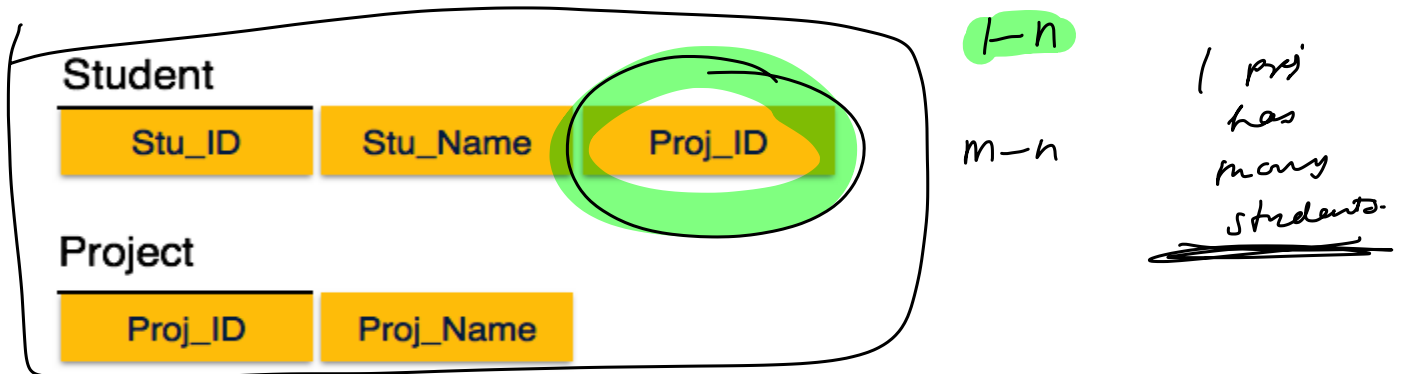 Student
Stu_ID Stu_Name Proj_ID
Project
Proj_ID Proj_Name
1-n
m-n
1 proj
has
many
students.